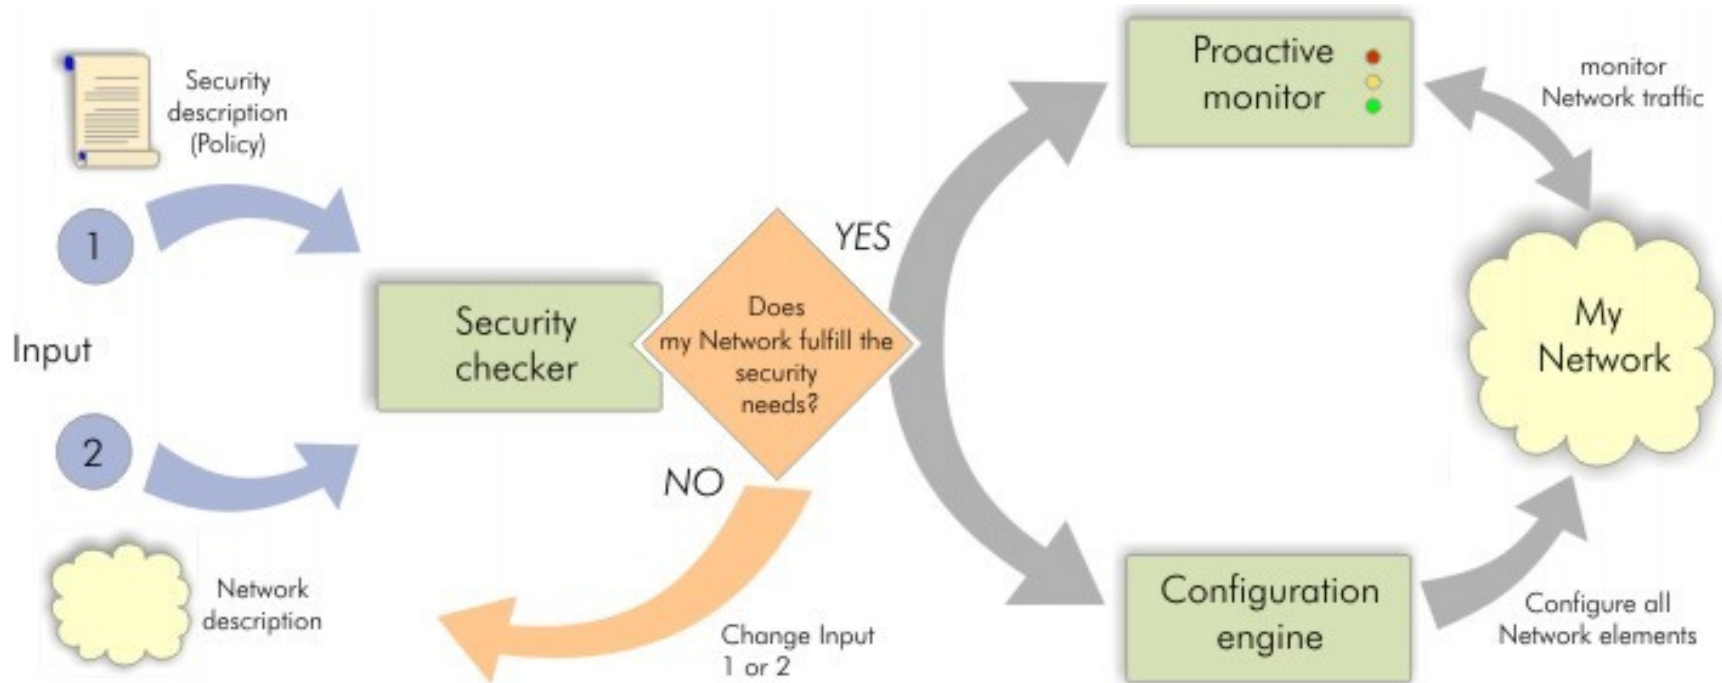 Security
description
(Policy)
1
Input
2
Network
description
Security
checker
Does
my Network fulfill the
security
needs?
YES
NO
Change Input
1 or 2
Proactive
monitor
monitor
Network traffic
My
Network
Configuration
engine
Configure all
Network elements